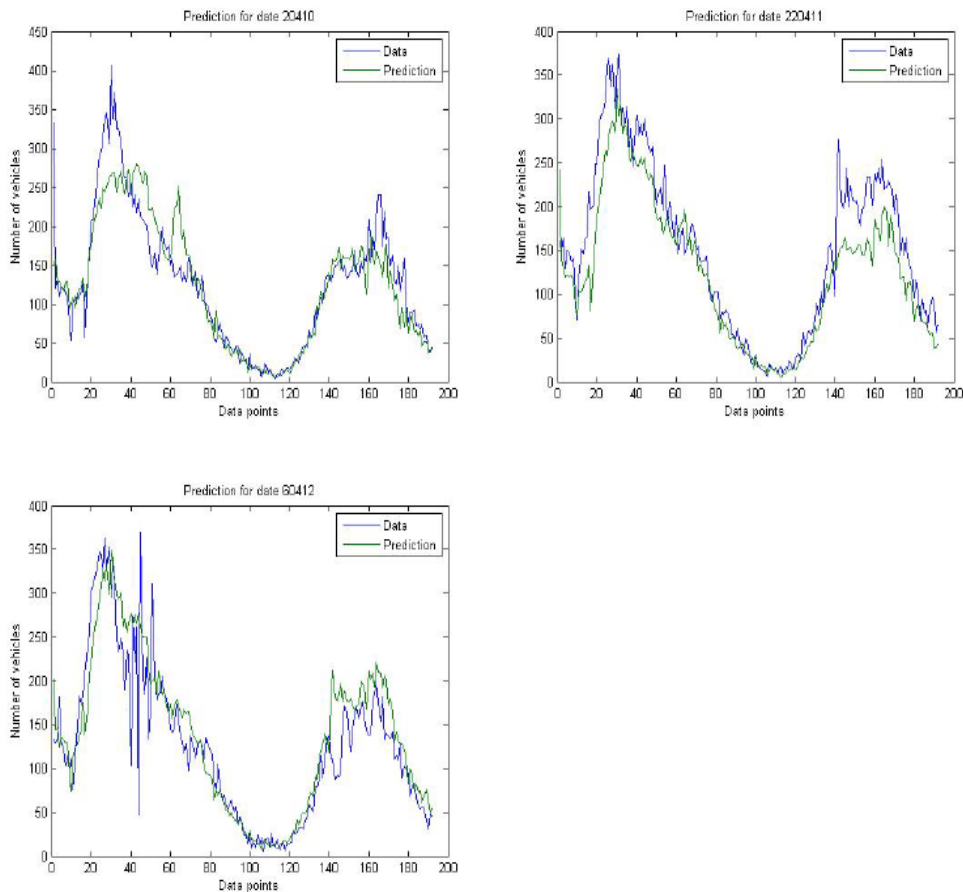 Prediction for date 20410
450
400
350
300
250
200
150
100
50
0
Number of vehicles
Data
Prediction
0 20 40 60 80 100 120 140 160 180 200
Data points
Prediction for date 220411
400
350
300
250
200
150
100
50
0
Number of vehicles
Data
Prediction
0 20 40 60 80 100 120 140 160 180 200
Data points
Prediction for date 60412
400
350
300
250
200
150
100
50
0
Number of vehicles
Data
Prediction
0 20 40 60 80 100 120 140 160 180 200
Data points